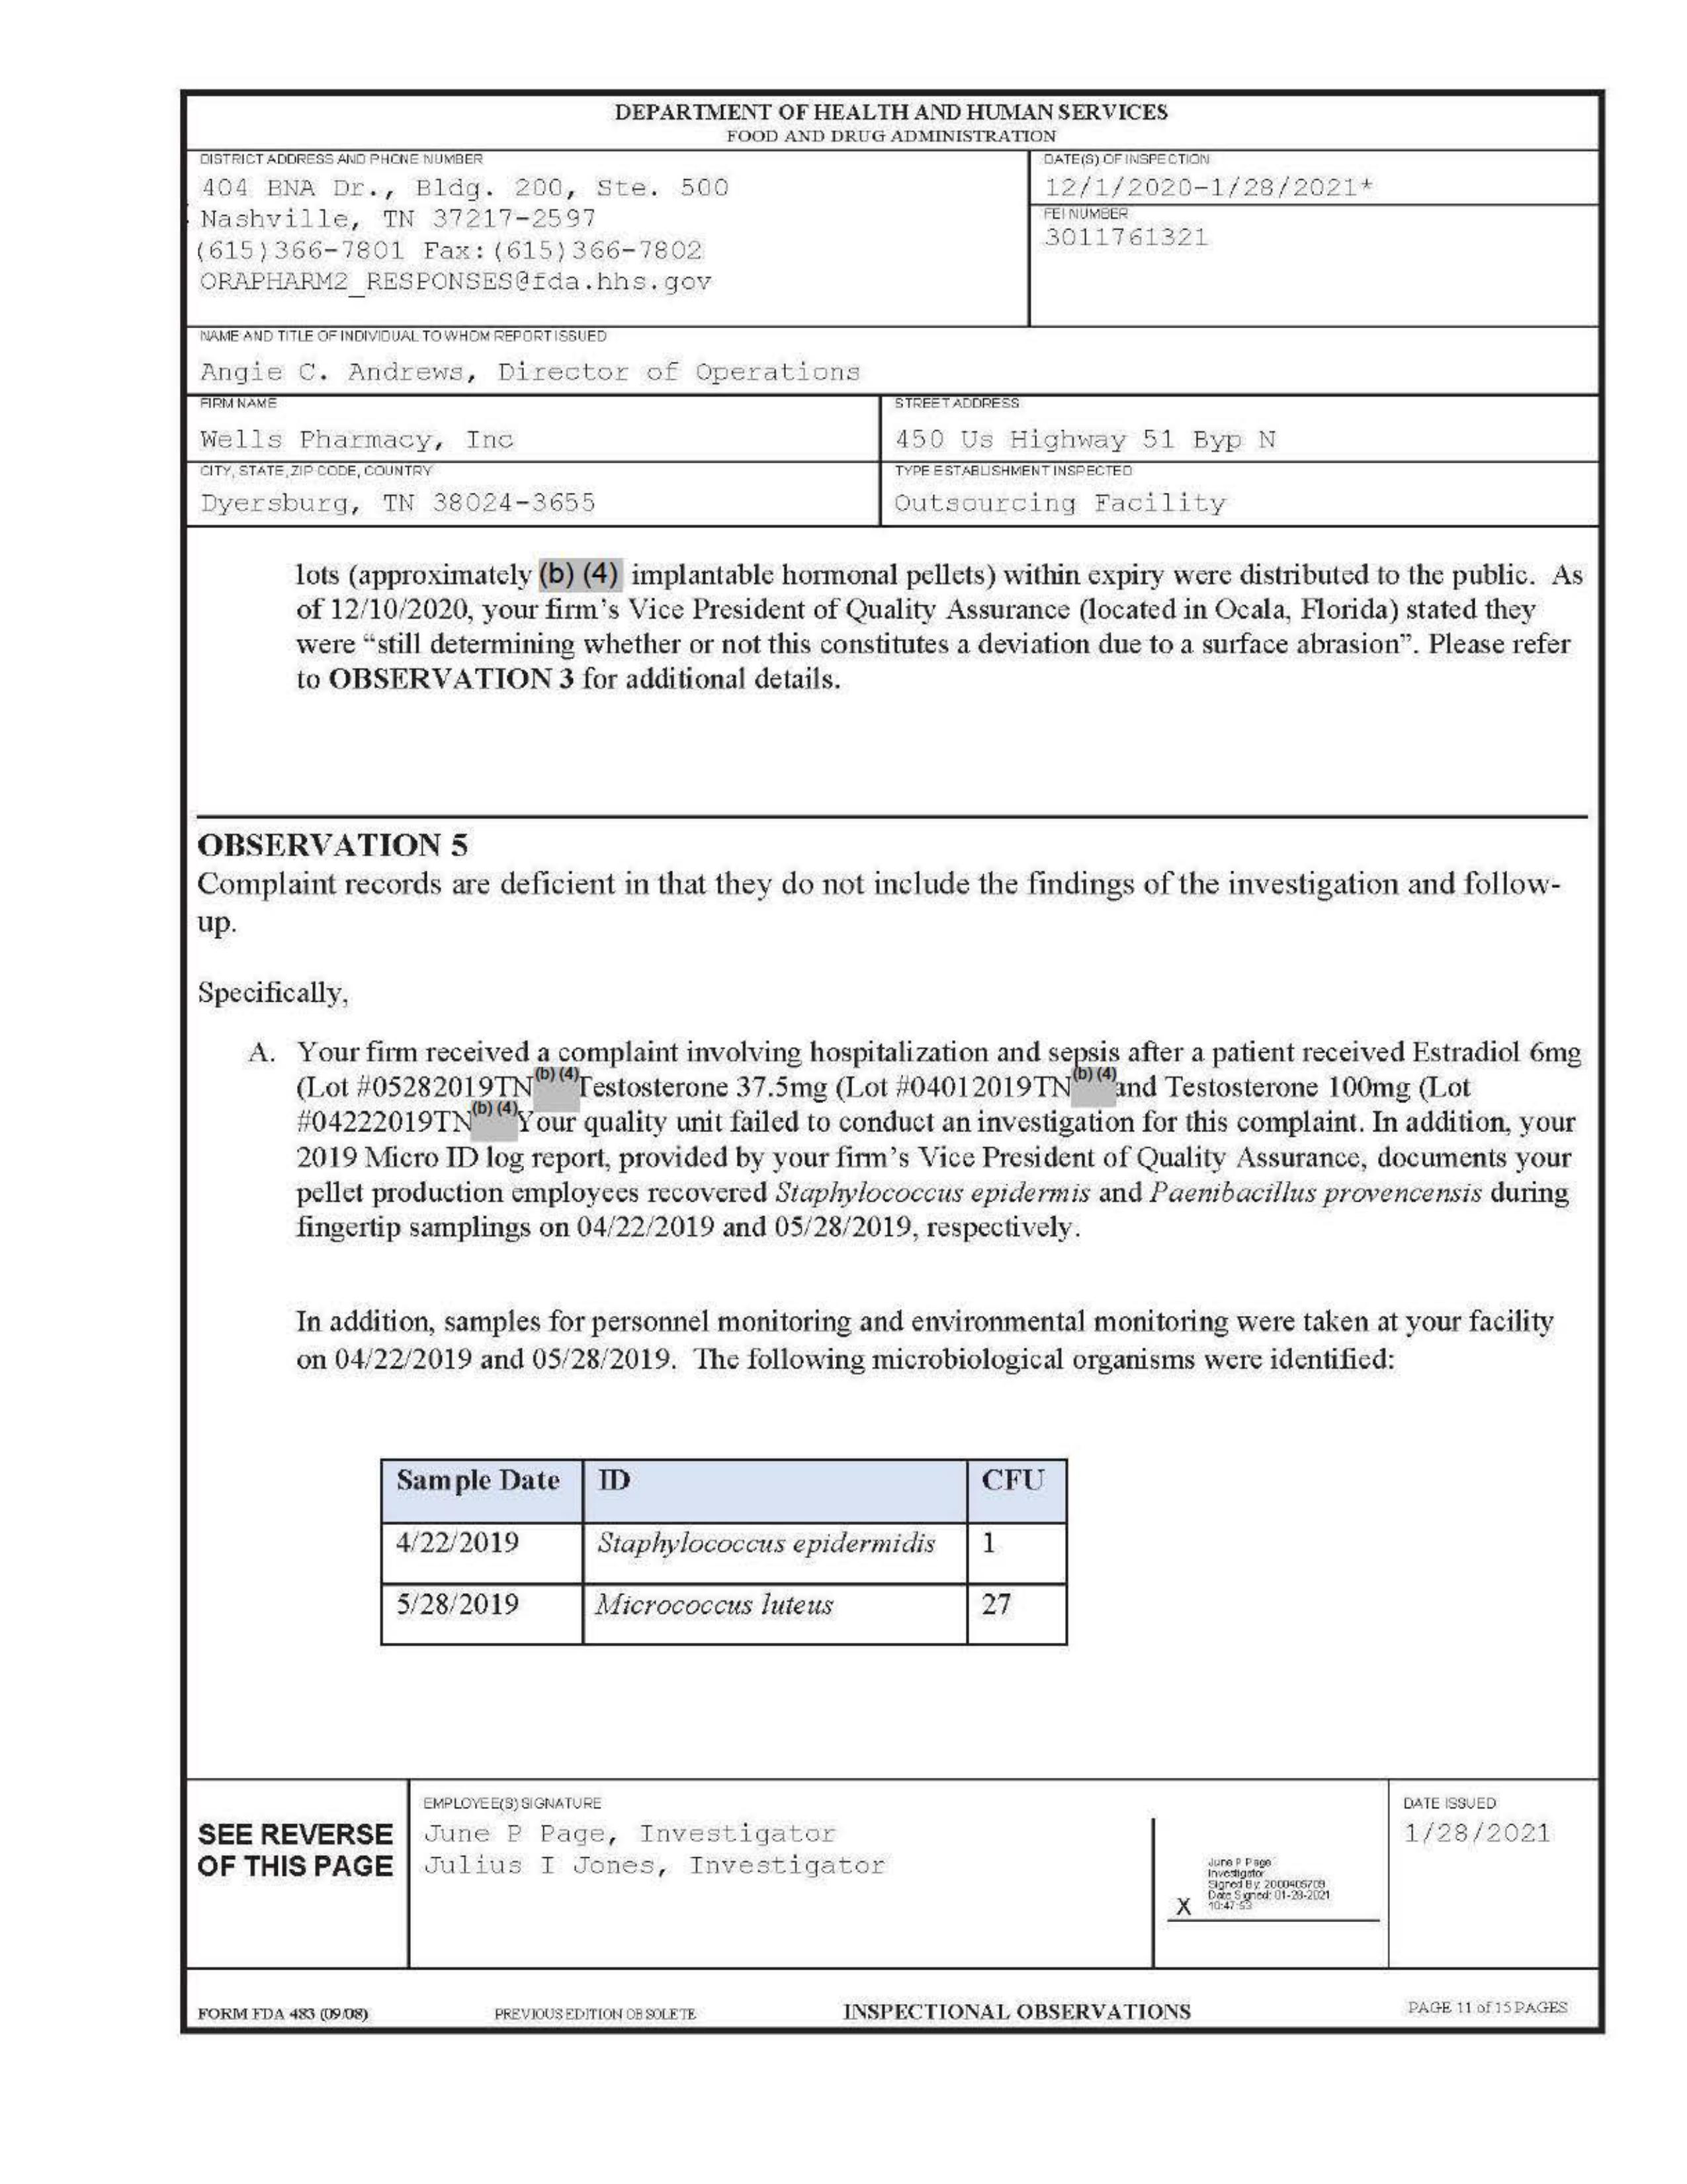 DEPARTMENT OF HEALTH AND HUMAN SERVICES
FOOD AND DRUG ADMINISTRATION
DISTRICT ADDRESS AND PHONE NUMBER
404 BNA Dr., Bldg. 200, Ste. 500
Nashville, TN 37217-2597
(615)366-7801 Fax:(615)366-7802
ORAPHARM2_RESPONSES@fda.hhs.gov
DATE(S) OF INSPECTION
12/1/2020-1/28/2021*
FEI NUMBER
3011761321
NAME AND TITLE OF INDIVIDUAL TO WHOM REPORT ISSUED
Angie C. Andrews, Director of Operations
FIRM NAME
Wells Pharmacy, Inc
STREET ADDRESS
450 Us Highway 51 Byp N
CITY, STATE, ZIP CODE, COUNTRY
Dyersburg, TN 38024-3655
TYPE ESTABLISHMENT INSPECTED
Outsourcing Facility
lots (approximately (b) (4) implantable hormonal pellets) within expiry were distributed to the public. As
of 12/10/2020, your firm's Vice President of Quality Assurance (located in Ocala, Florida) stated they
were “still determining whether or not this constitutes a deviation due to a surface abrasion”. Please refer
to OBSERVATION 3 for additional details.
OBSERVATION 5
Complaint records are deficient in that they do not include the findings of the investigation and follow-
up.
Specifically,
A. Your firm received a complaint involving hospitalization and sepsis after a patient received Estradiol 6mg
(Lot #05282019TN (b) (4) Testosterone 37.5mg (Lot #04012019TN (b) (4) and Testosterone 100mg (Lot
#04222019TN (b) (4) Your quality unit failed to conduct an investigation for this complaint. In addition, your
2019 Micro ID log report, provided by your firm's Vice President of Quality Assurance, documents your
pellet production employees recovered Staphylococcus epidermis and Paenibacillus provencensis during
fingertip samplings on 04/22/2019 and 05/28/2019, respectively.
In addition, samples for personnel monitoring and environmental monitoring were taken at your facility
on 04/22/2019 and 05/28/2019. The following microbiological organisms were identified:
Sample Date ID CFU
4/22/2019 Staphylococcus epidermidis 1
5/28/2019 Micrococcus luteus 27
SEE REVERSE
OF THIS PAGE
EMPLOYEE(S) SIGNATURE
June P Page, Investigator
Julius I Jones, Investigator
June P Page
Investigator
Signed By: 2000405709
Date Signed: 01-28-2021
10:47:53
X
DATE ISSUED
1/28/2021
FORM FDA 483 (09/08) PREVIOUS EDITION OBSOLETE INSPECTIONAL OBSERVATIONS PAGE 11 of 15 PAGES